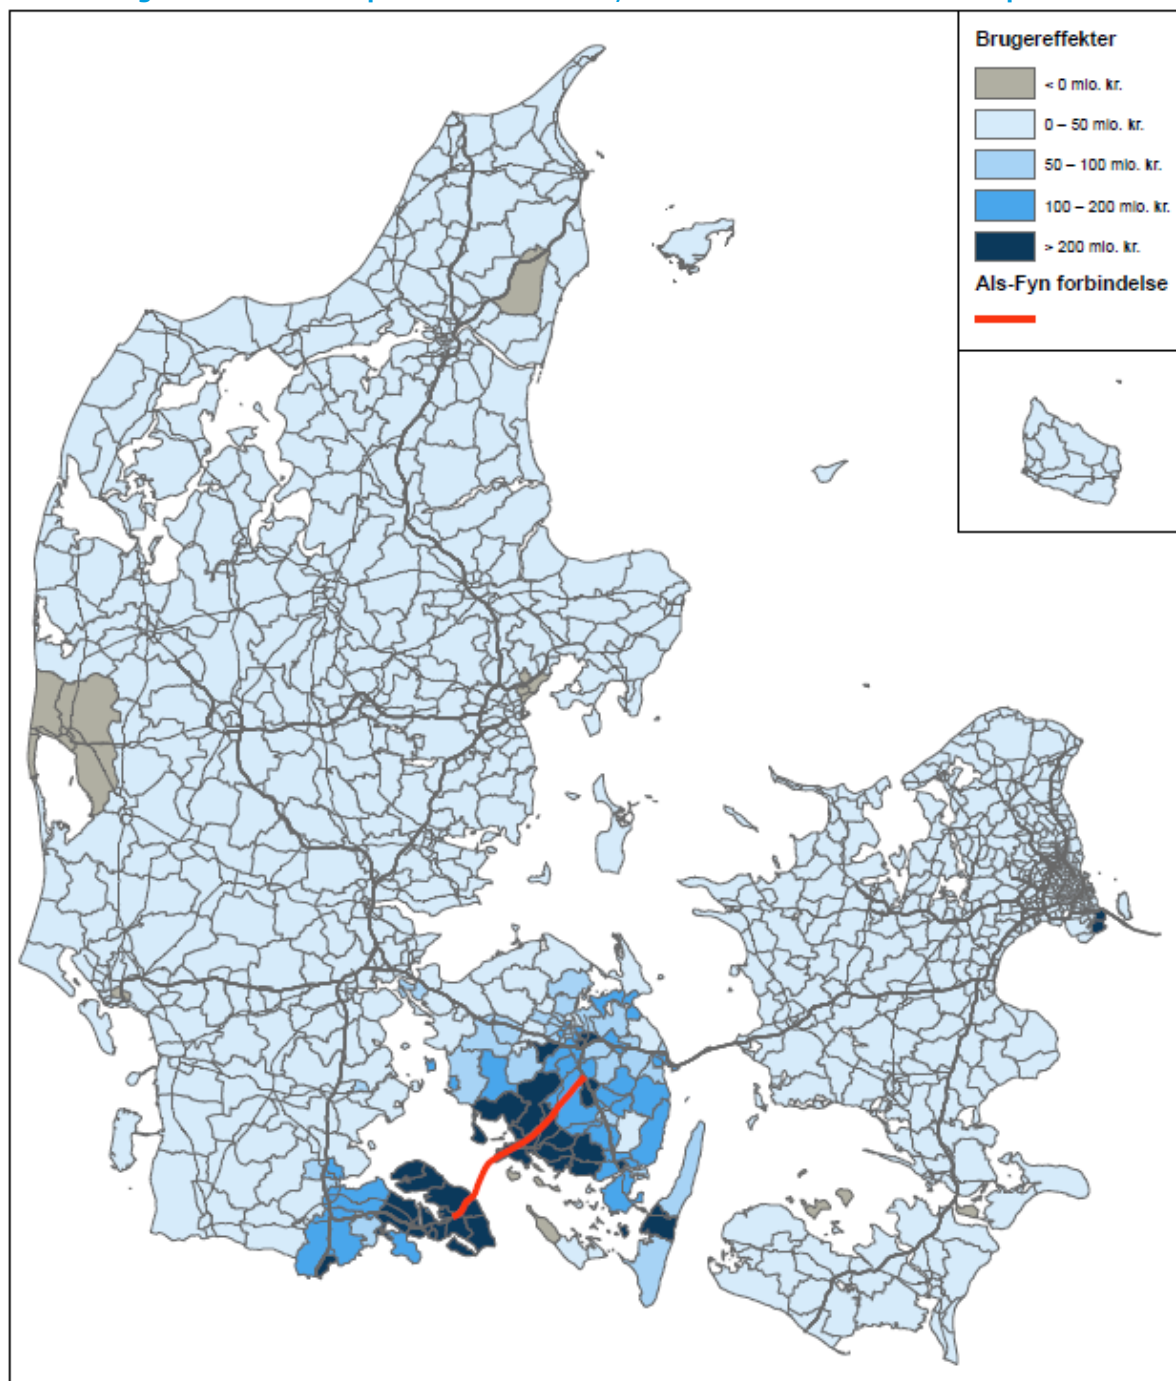 Brugereffekter
< 0 mio. kr.
0 – 50 mio. kr.
50 – 100 mio. kr.
100 – 200 mio. kr.
> 200 mio. kr.
Als-Fyn forbindelse